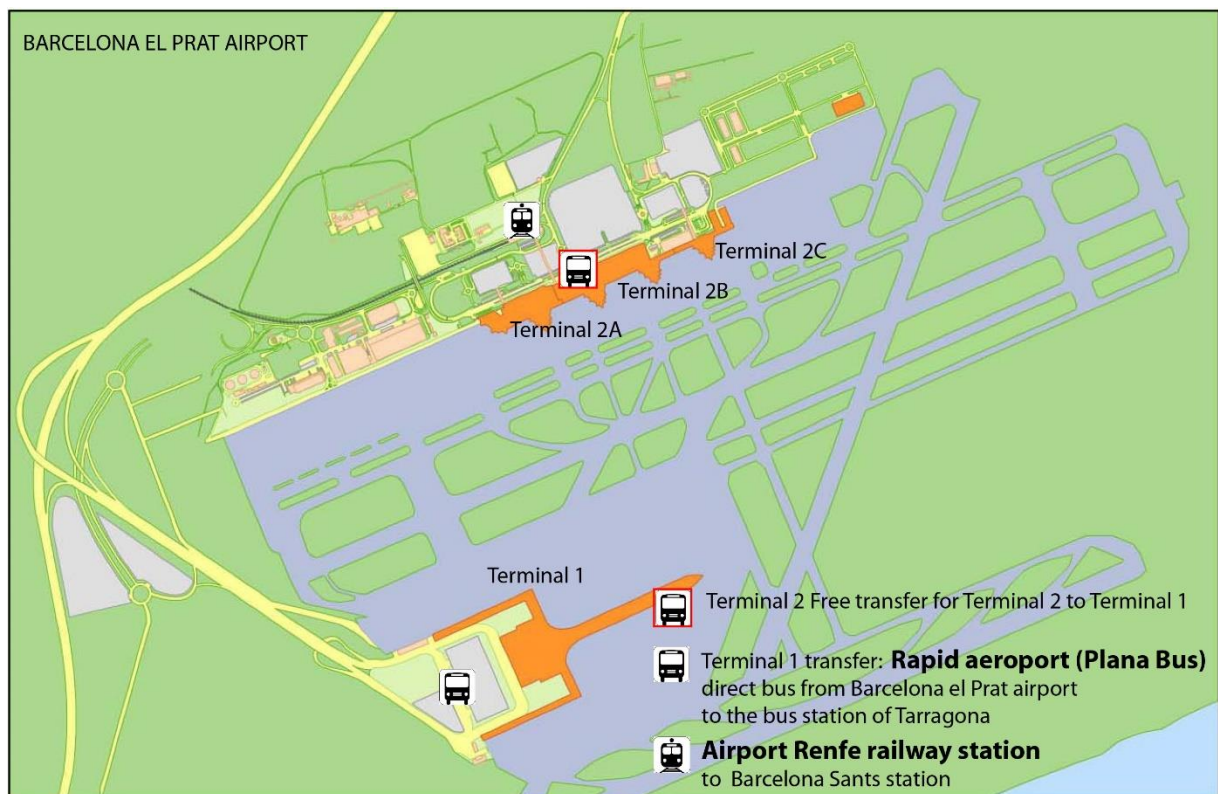 BARCELONA EL PRAT AIRPORT
Terminal 2C
Terminal 2B
Terminal 2A
Terminal 1
Terminal 2 Free transfer for Terminal 2 to Terminal 1
Terminal 1 transfer: Rapid aeroport (Plana Bus)
direct bus from Barcelona el Prat airport
to the bus station of Tarragona
Airport Renfe railway station
to Barcelona Sants station